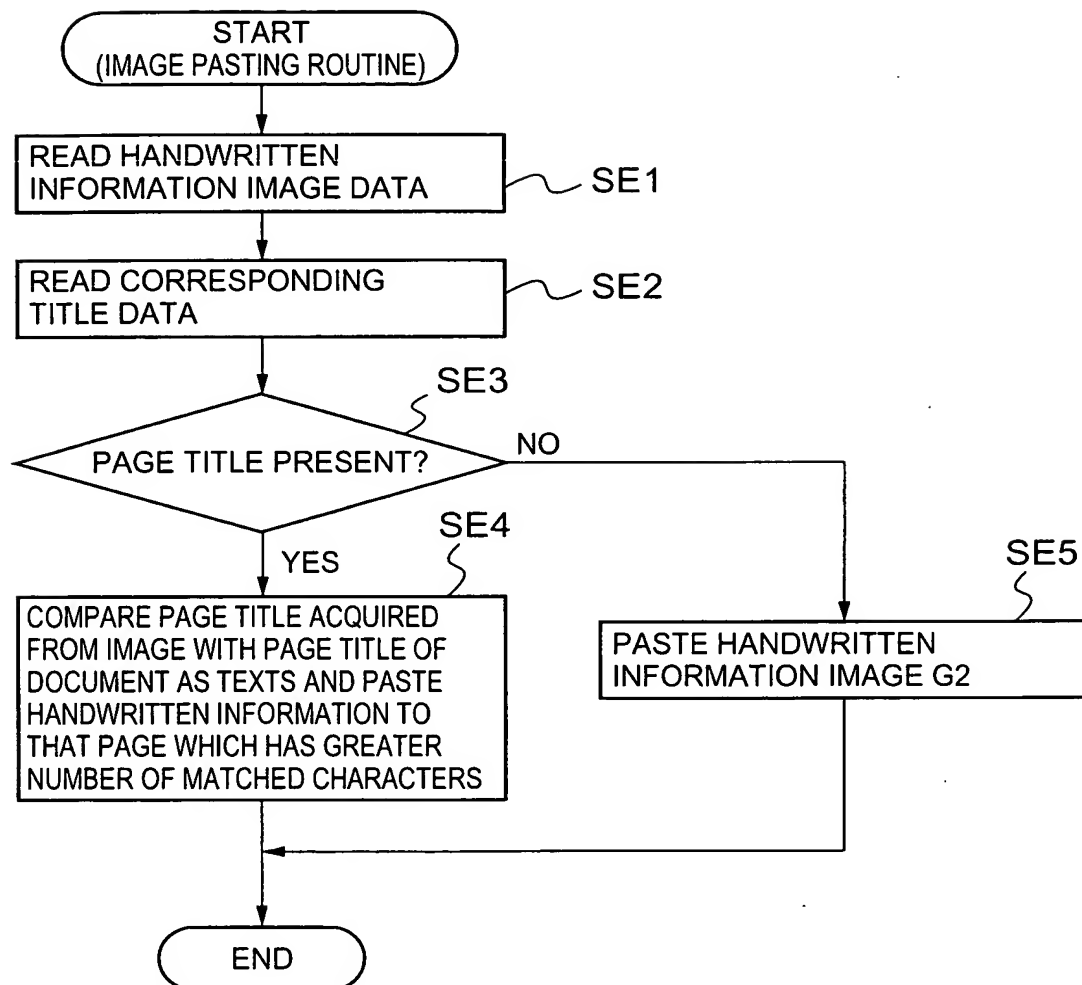 START
(IMAGE PASTING ROUTINE)
READ HANDWRITTEN
INFORMATION IMAGE DATA
SE1
READ CORRESPONDING
TITLE DATA
SE2
SE3
PAGE TITLE PRESENT?
NO
YES
SE4
COMPARE PAGE TITLE ACQUIRED
FROM IMAGE WITH PAGE TITLE OF
DOCUMENT AS TEXTS AND PASTE
HANDWRITTEN INFORMATION TO
THAT PAGE WHICH HAS GREATER
NUMBER OF MATCHED CHARACTERS
SE5
PASTE HANDWRITTEN
INFORMATION IMAGE G2
END